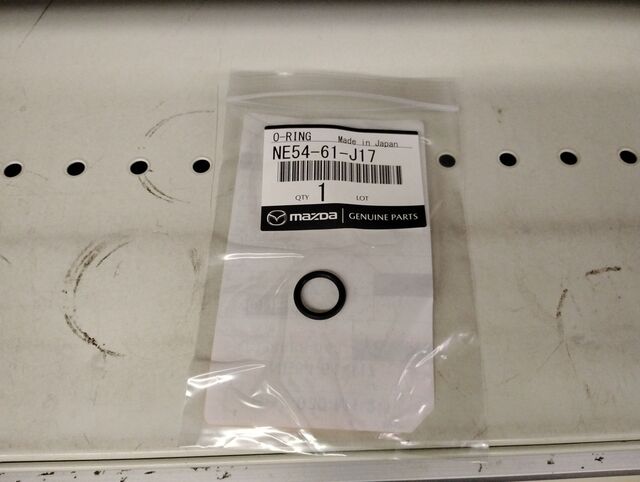 O-RING Made in Japan
NE54-61-J17
QTY 1 LOT
mazda GENUINE PARTS